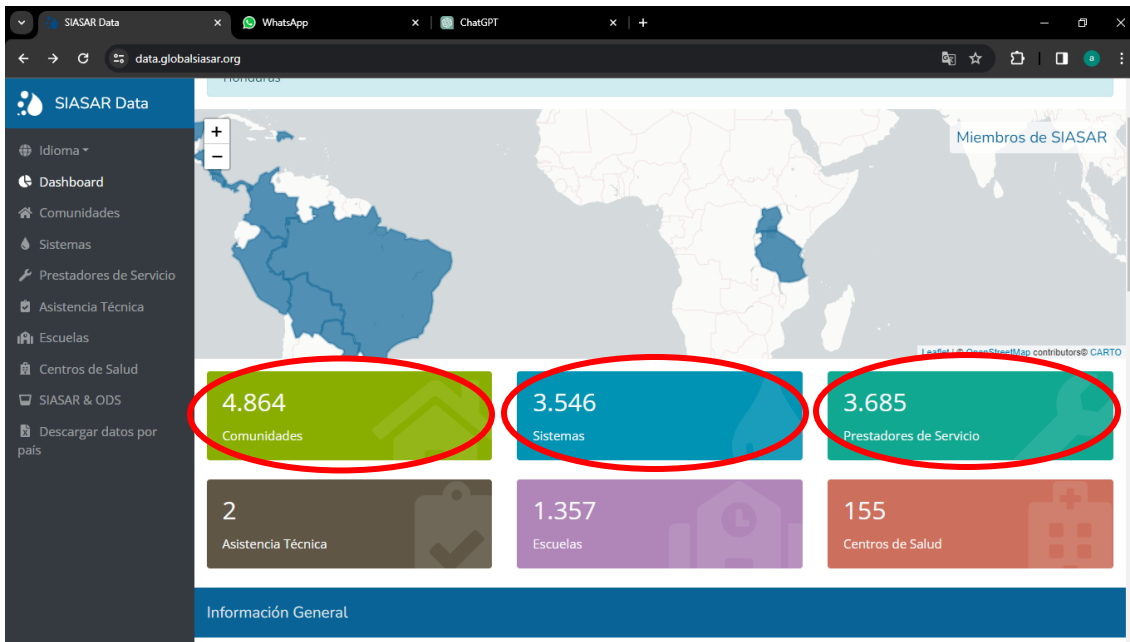 SIASAR Data
WhatsApp
ChatGPT
data.globalsiasar.org
a
SIASAR Data
Idioma
Dashboard
Comunidades
Sistemas
Prestadores de Servicio
Asistencia Técnica
Escuelas
Centros de Salud
SIASAR & ODS
Descargar datos por
país
Honduras
+
−
Miembros de SIASAR
Leaflet | © OpenStreetMap contributors© CARTO
4.864
Comunidades
3.546
Sistemas
3.685
Prestadores de Servicio
2
Asistencia Técnica
1.357
Escuelas
155
Centros de Salud
Información General